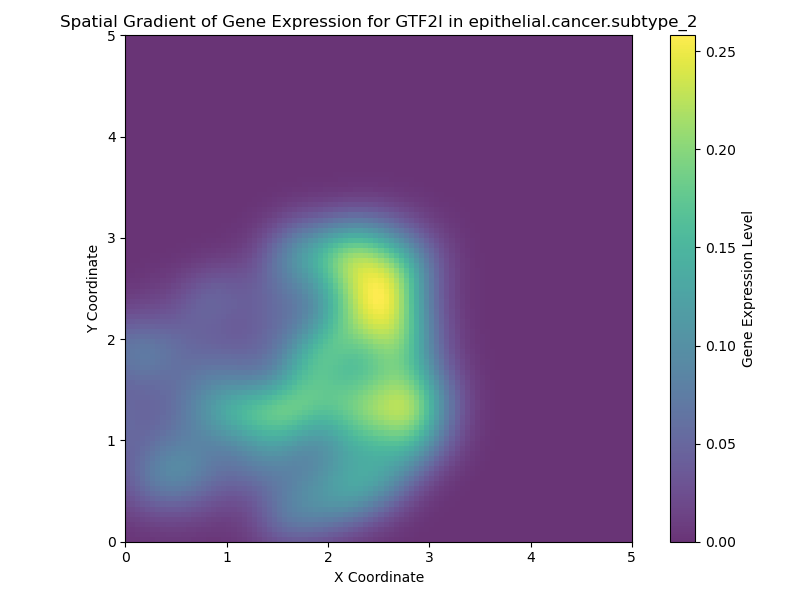 Spatial Gradient of Gene Expression for GTF2I in epithelial.cancer.subtype_2
5
4
3
2
1
0
Y Coordinate
0 1 2 3 4 5
X Coordinate
0.25
0.20
0.15
0.10
0.05
0.00
Gene Expression Level